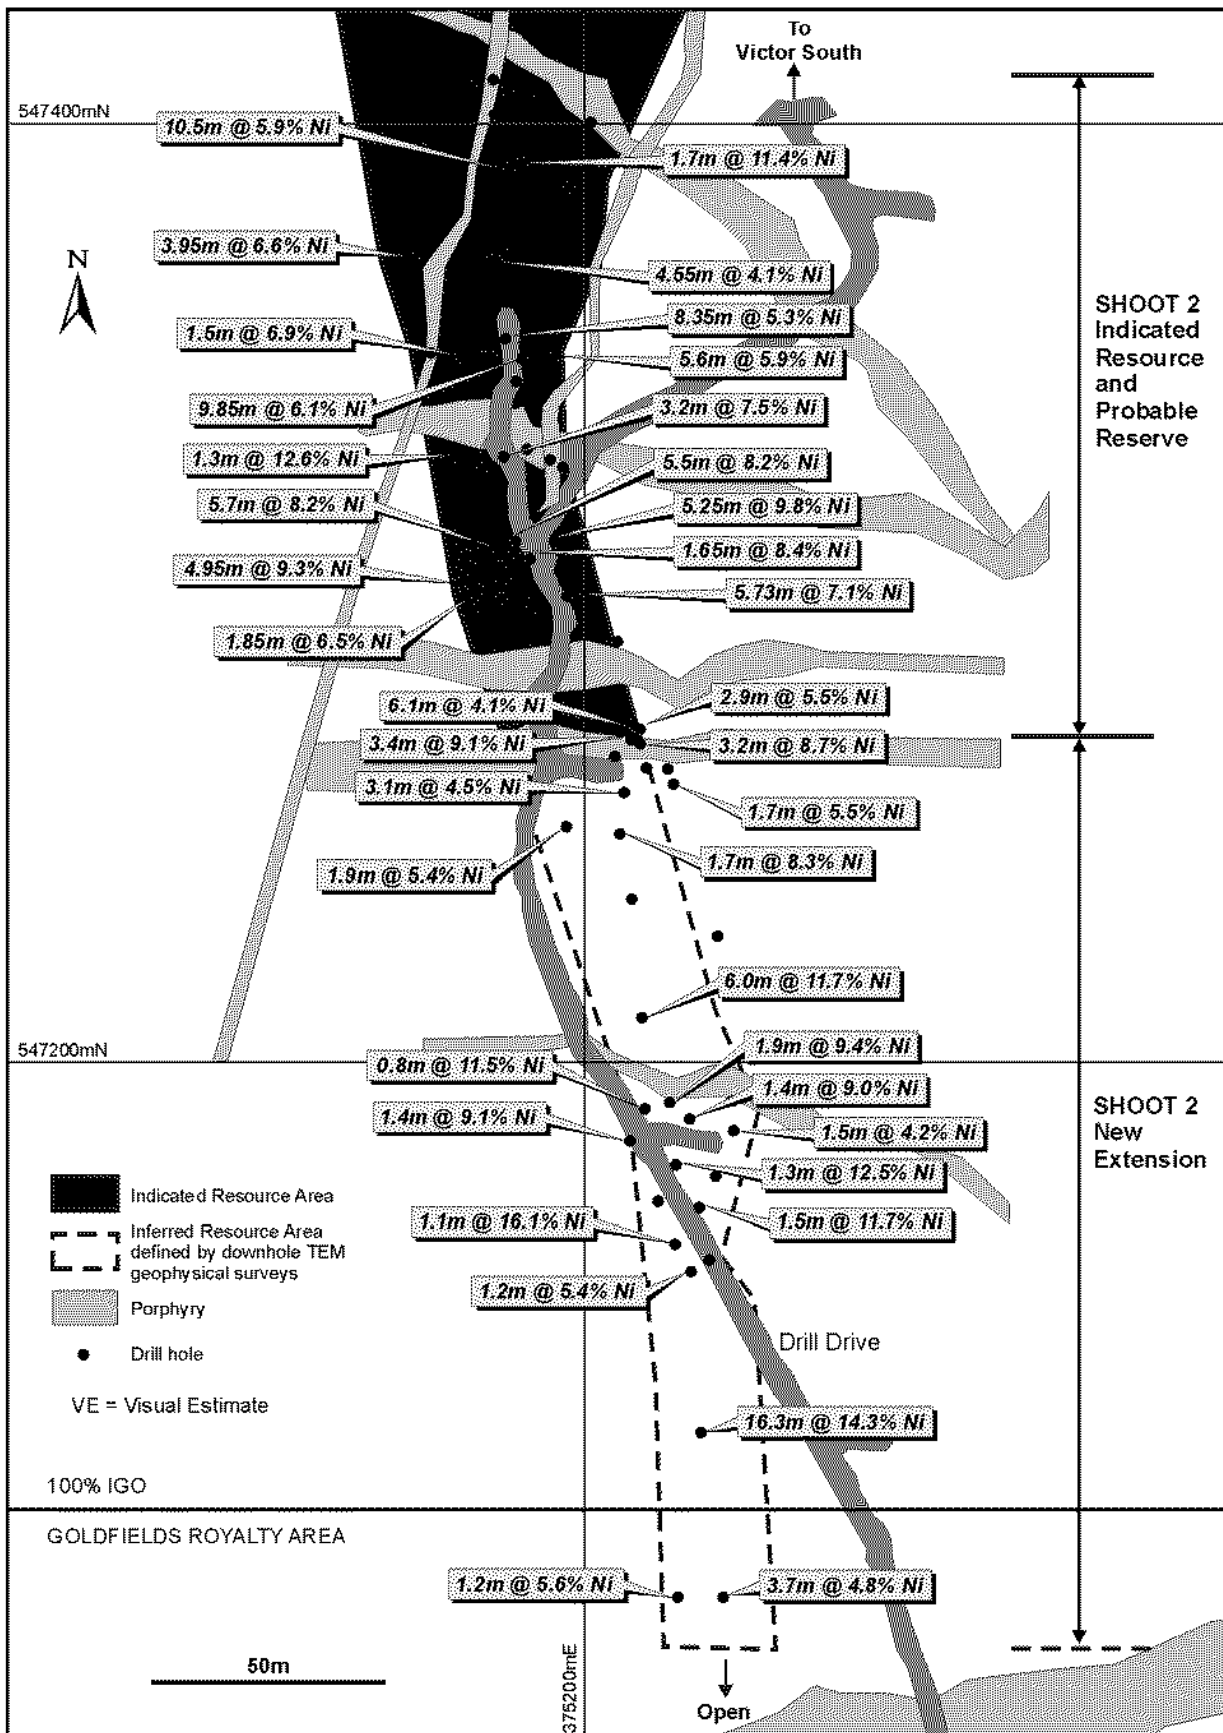 To
Victor South
547400mN
10.5m @ 5.9% Ni
1.7m @ 11.4% Ni
N
3.95m @ 6.6% Ni
4.55m @ 4.1% Ni
SHOOT 2
Indicated
Resource
and
Probable
Reserve
8.35m @ 5.3% Ni
1.5m @ 6.9% Ni
5.6m @ 5.9% Ni
9.85m @ 6.1% Ni
3.2m @ 7.5% Ni
1.3m @ 12.6% Ni
5.5m @ 8.2% Ni
5.7m @ 8.2% Ni
5.25m @ 9.8% Ni
1.65m @ 8.4% Ni
4.95m @ 9.3% Ni
5.73m @ 7.1% Ni
1.85m @ 6.5% Ni
6.1m @ 4.1% Ni
2.9m @ 5.5% Ni
3.4m @ 9.1% Ni
3.2m @ 8.7% Ni
3.1m @ 4.5% Ni
1.7m @ 5.5% Ni
1.9m @ 5.4% Ni
1.7m @ 8.3% Ni
6.0m @ 11.7% Ni
547200mN
1.9m @ 9.4% Ni
0.8m @ 11.5% Ni
1.4m @ 9.0% Ni
1.4m @ 9.1% Ni
1.5m @ 4.2% Ni
SHOOT 2
New
Extension
1.3m @ 12.5% Ni
1.1m @ 16.1% Ni
1.5m @ 11.7% Ni
1.2m @ 5.4% Ni
Indicated Resource Area
Inferred Resource Area
defined by downhole TEM
geophysical surveys
Porphyry
Drill hole
VE = Visual Estimate
Drill Drive
16.3m @ 14.3% Ni
100% IGO
GOLDFIELDS ROYALTY AREA
1.2m @ 5.6% Ni
3.7m @ 4.8% Ni
50m
375200mE
Open